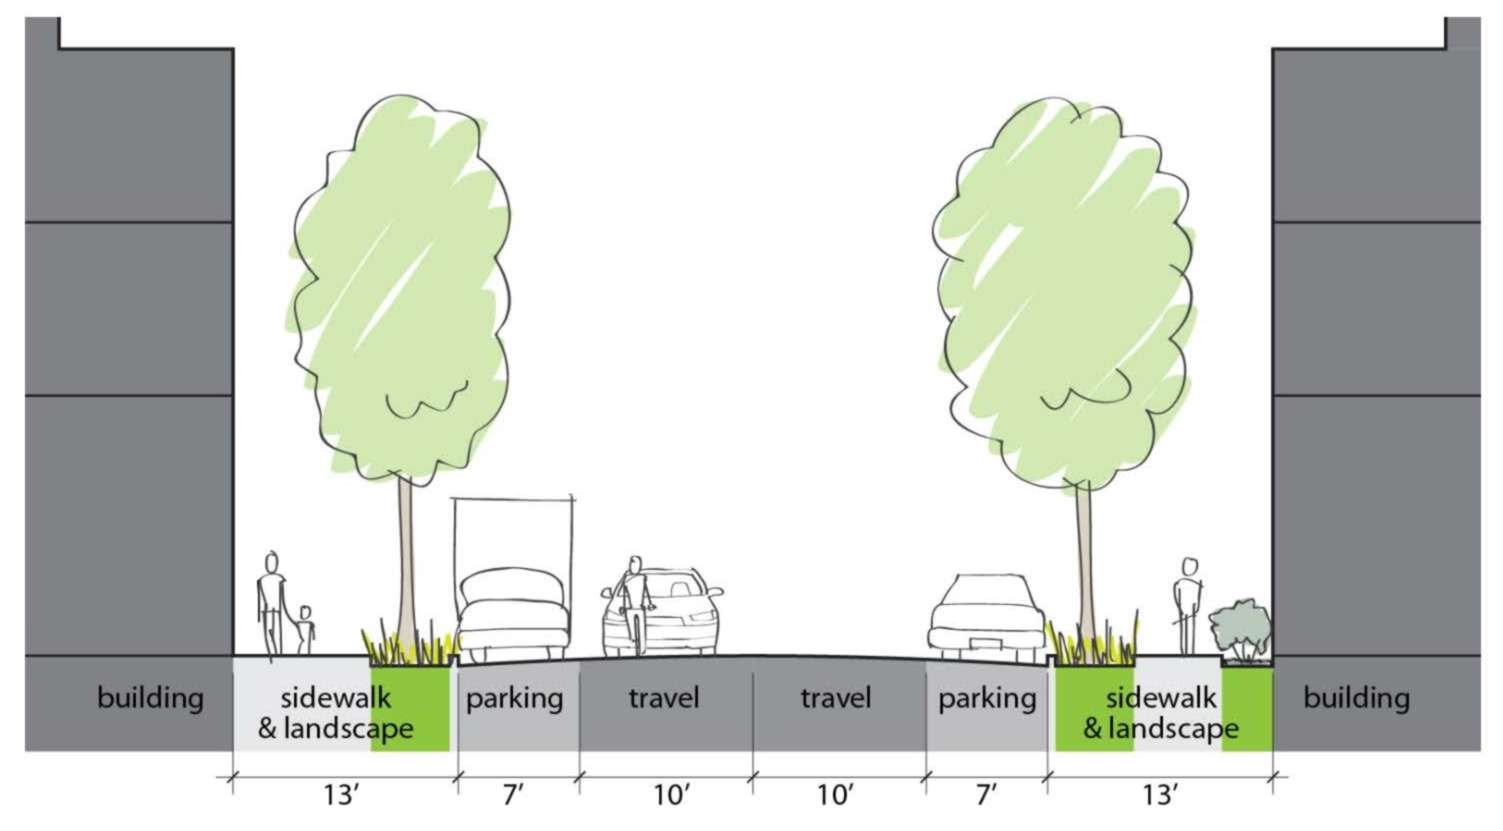 building
sidewalk
& landscape
parking
travel
travel
parking
sidewalk
& landscape
building
13’
7’
10’
10’
7’
13’